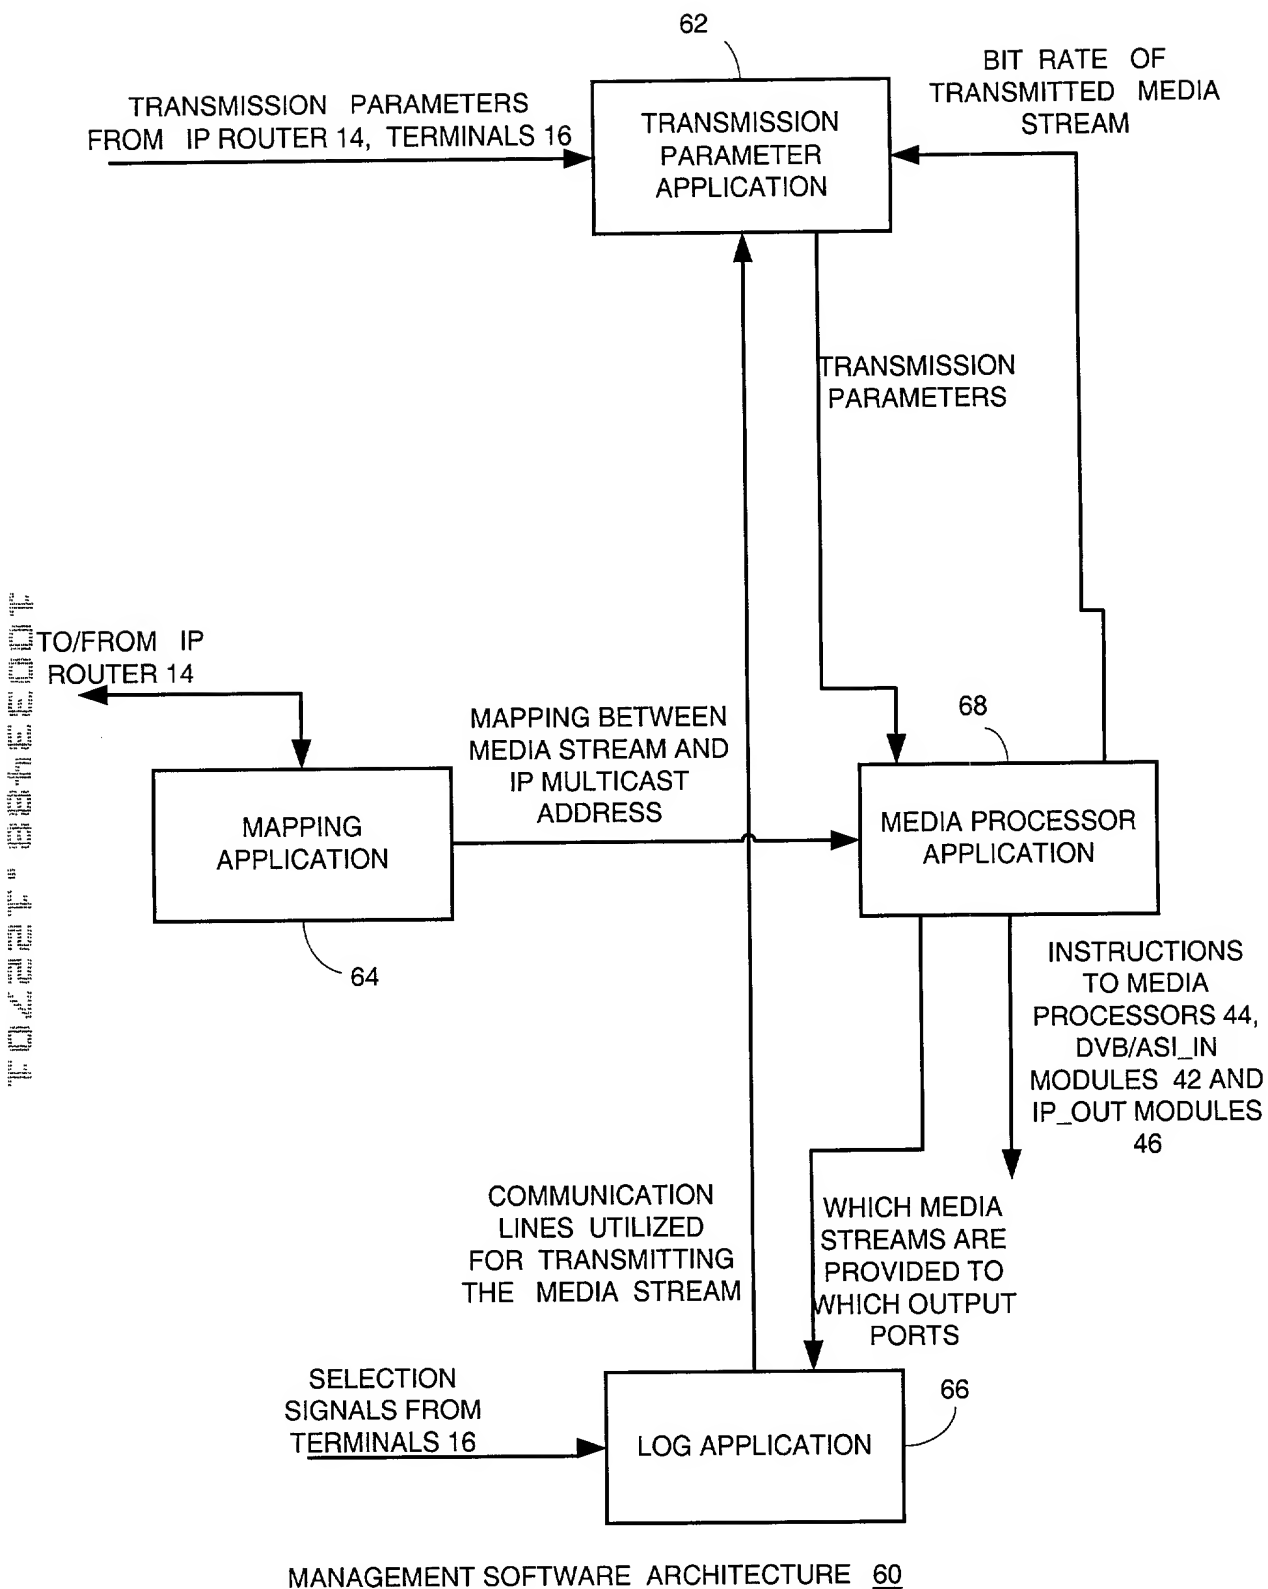 62
BIT RATE OF
TRANSMITTED MEDIA
STREAM
TRANSMISSION PARAMETERS
FROM IP ROUTER 14, TERMINALS 16
TRANSMISSION
PARAMETER
APPLICATION
TRANSMISSION
PARAMETERS
TO/FROM IP
ROUTER 14
MAPPING BETWEEN
MEDIA STREAM AND
IP MULTICAST
ADDRESS
68
MAPPING
APPLICATION
MEDIA PROCESSOR
APPLICATION
64
INSTRUCTIONS
TO MEDIA
PROCESSORS 44,
DVB/ASI_IN
MODULES 42 AND
IP_OUT MODULES
46
COMMUNICATION
LINES UTILIZED
FOR TRANSMITTING
THE MEDIA STREAM
WHICH MEDIA
STREAMS ARE
PROVIDED TO
WHICH OUTPUT
PORTS
SELECTION
SIGNALS FROM
TERMINALS 16
66
LOG APPLICATION
MANAGEMENT SOFTWARE ARCHITECTURE 60